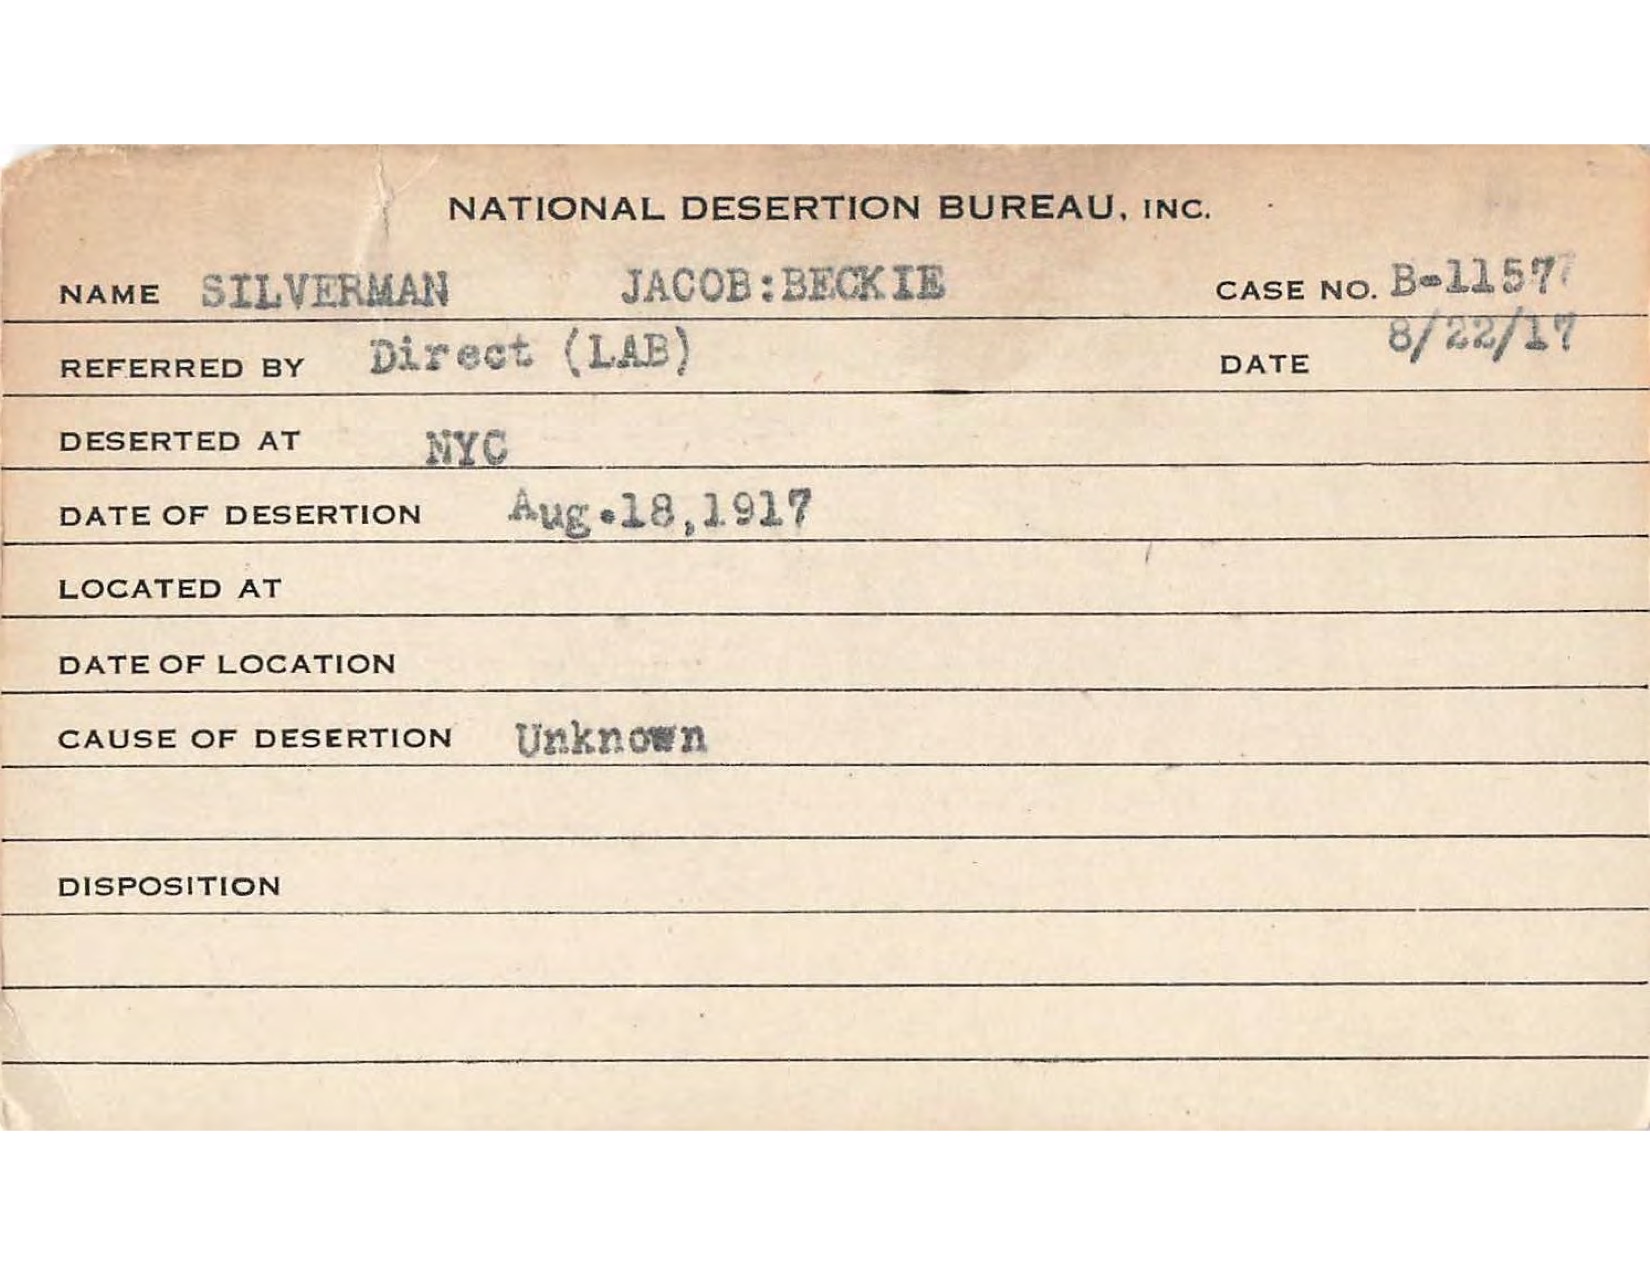 NATIONAL DESERTION BUREAU, INC.
NAME SILVERMAN JACOB:BECKIE CASE NO. B-11577
REFERRED BY Direct (LAB) DATE 8/22/17
DESERTED AT NYC
DATE OF DESERTION Aug.18,1917
LOCATED AT
DATE OF LOCATION
CAUSE OF DESERTION Unknown
DISPOSITION